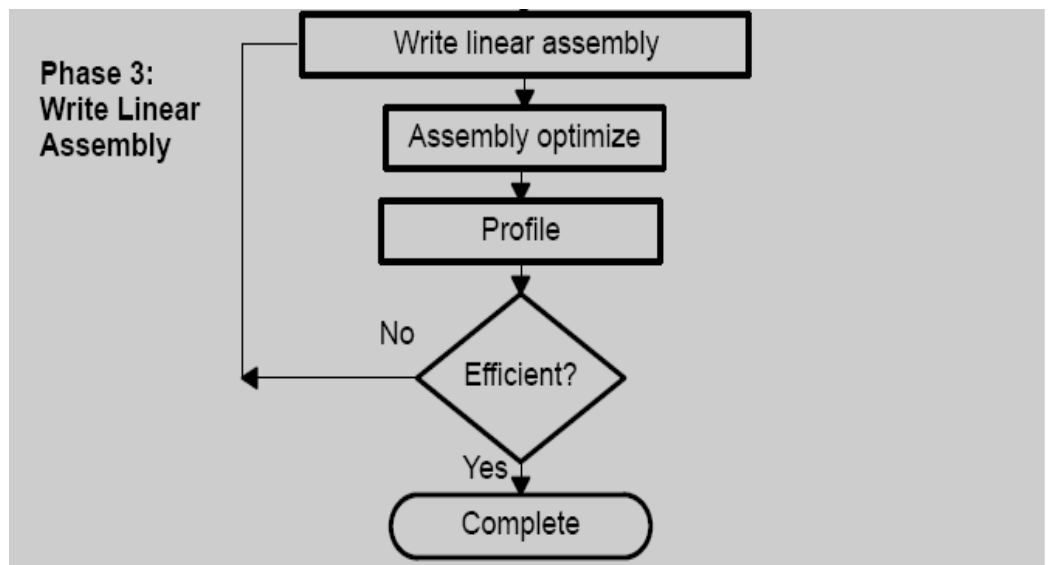 Write linear assembly
Phase 3:
Write Linear
Assembly
Assembly optimize
Profile
No
Efficient?
Yes
Complete